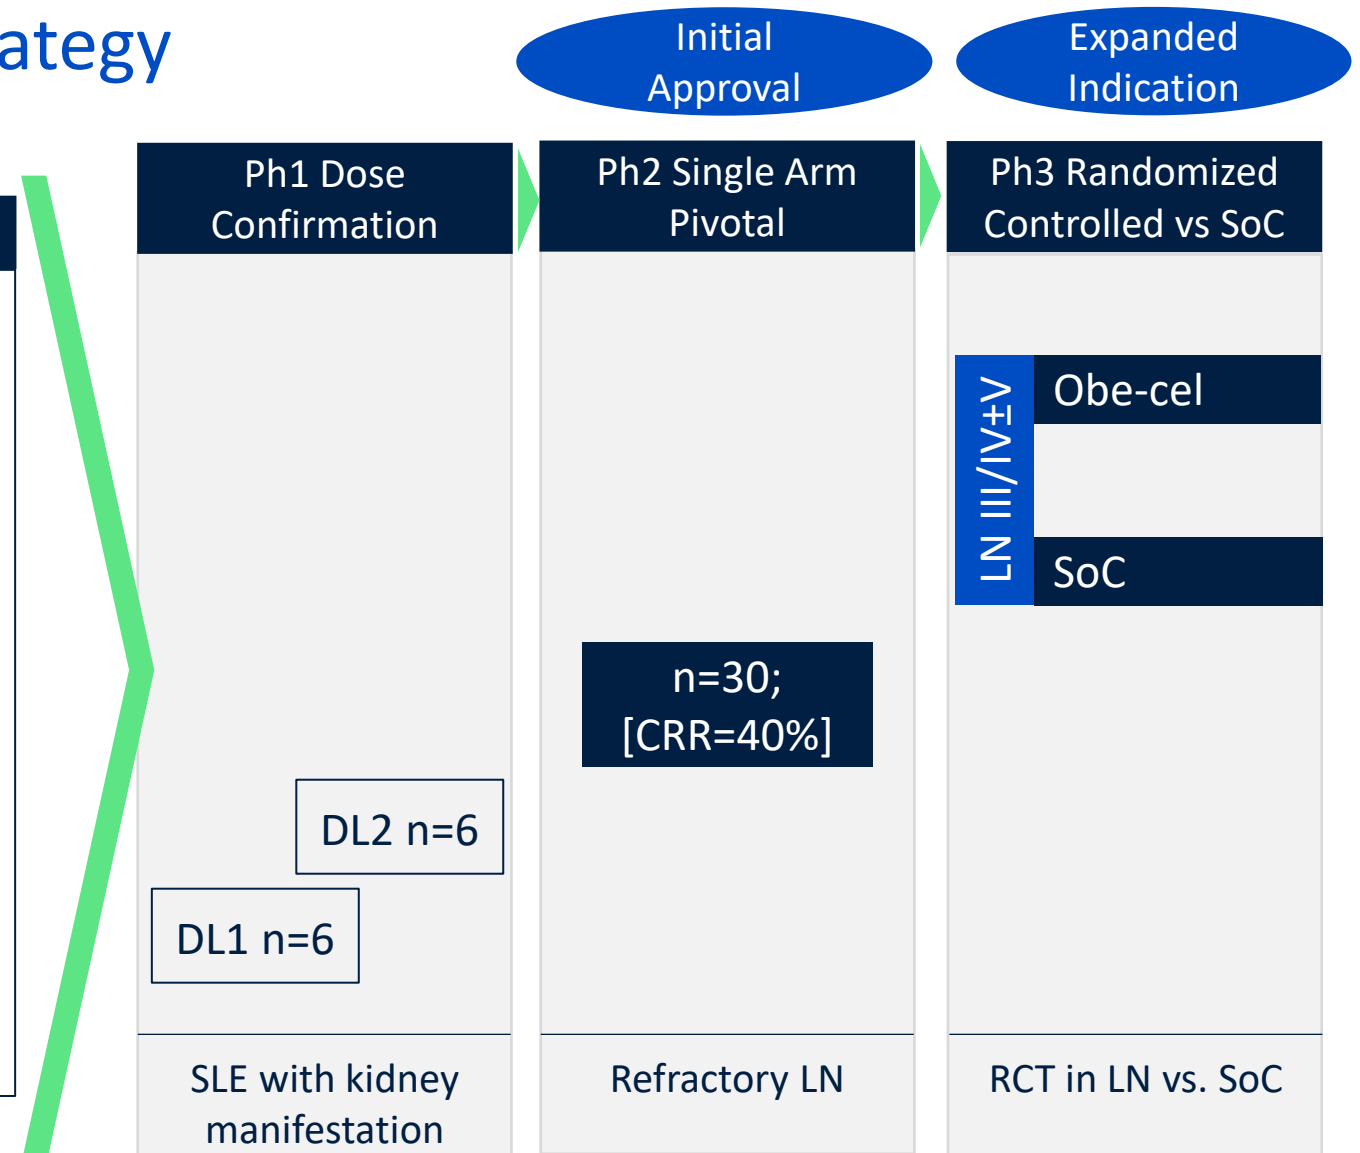 ategy
Initial
Approval
Expanded
Indication
Ph1 Dose
Confirmation
Ph2 Single Arm
Pivotal
Ph3 Randomized
Controlled vs SoC
LN III/IV±V
Obe-cel
SoC
n=30;
[CRR=40%]
DL2 n=6
DL1 n=6
SLE with kidney
manifestation
Refractory LN
RCT in LN vs. SoC